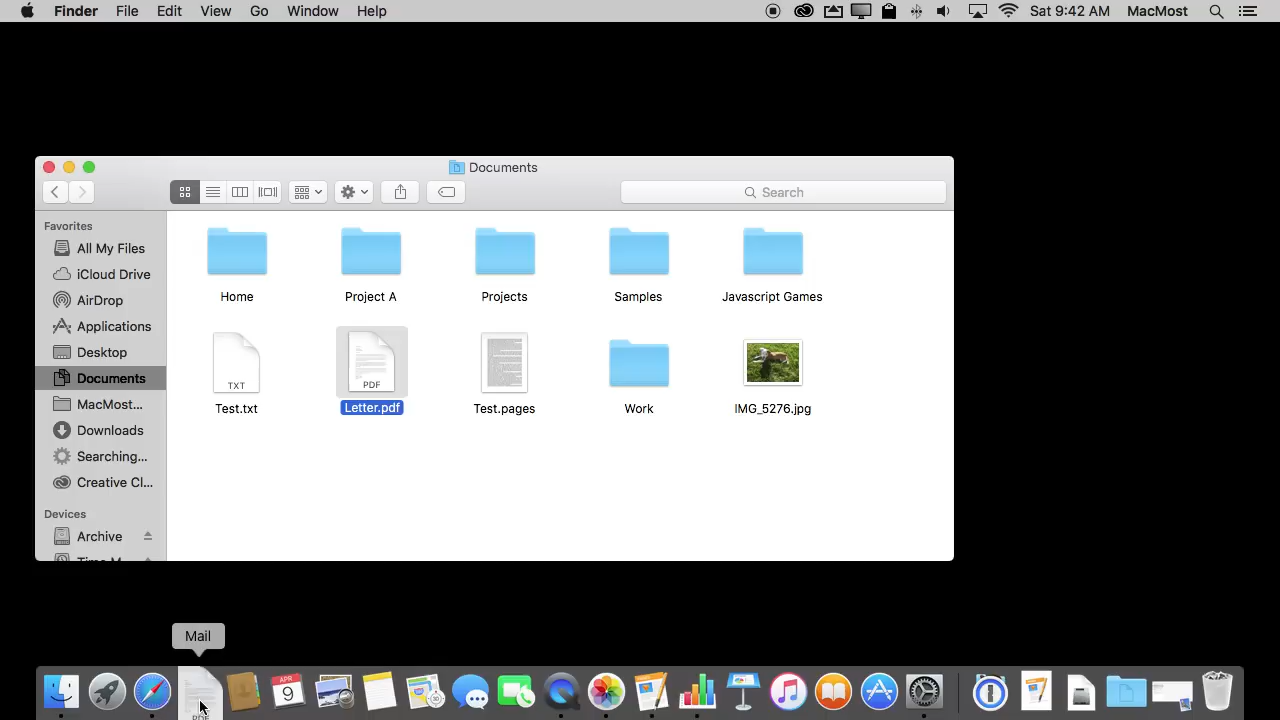 Finder File Edit View Go Window Help Sat 9:42 AM MacMost
Documents
Search
Favorites
All My Files
iCloud Drive
AirDrop
Applications
Desktop
Documents
MacMost...
Downloads
Searching...
Creative Cl...
Devices
Archive
Home Project A Projects Samples Javascript Games
TXT PDF
Test.txt Letter.pdf Test.pages Work IMG_5276.jpg
Mail
APR
9
30
PDF